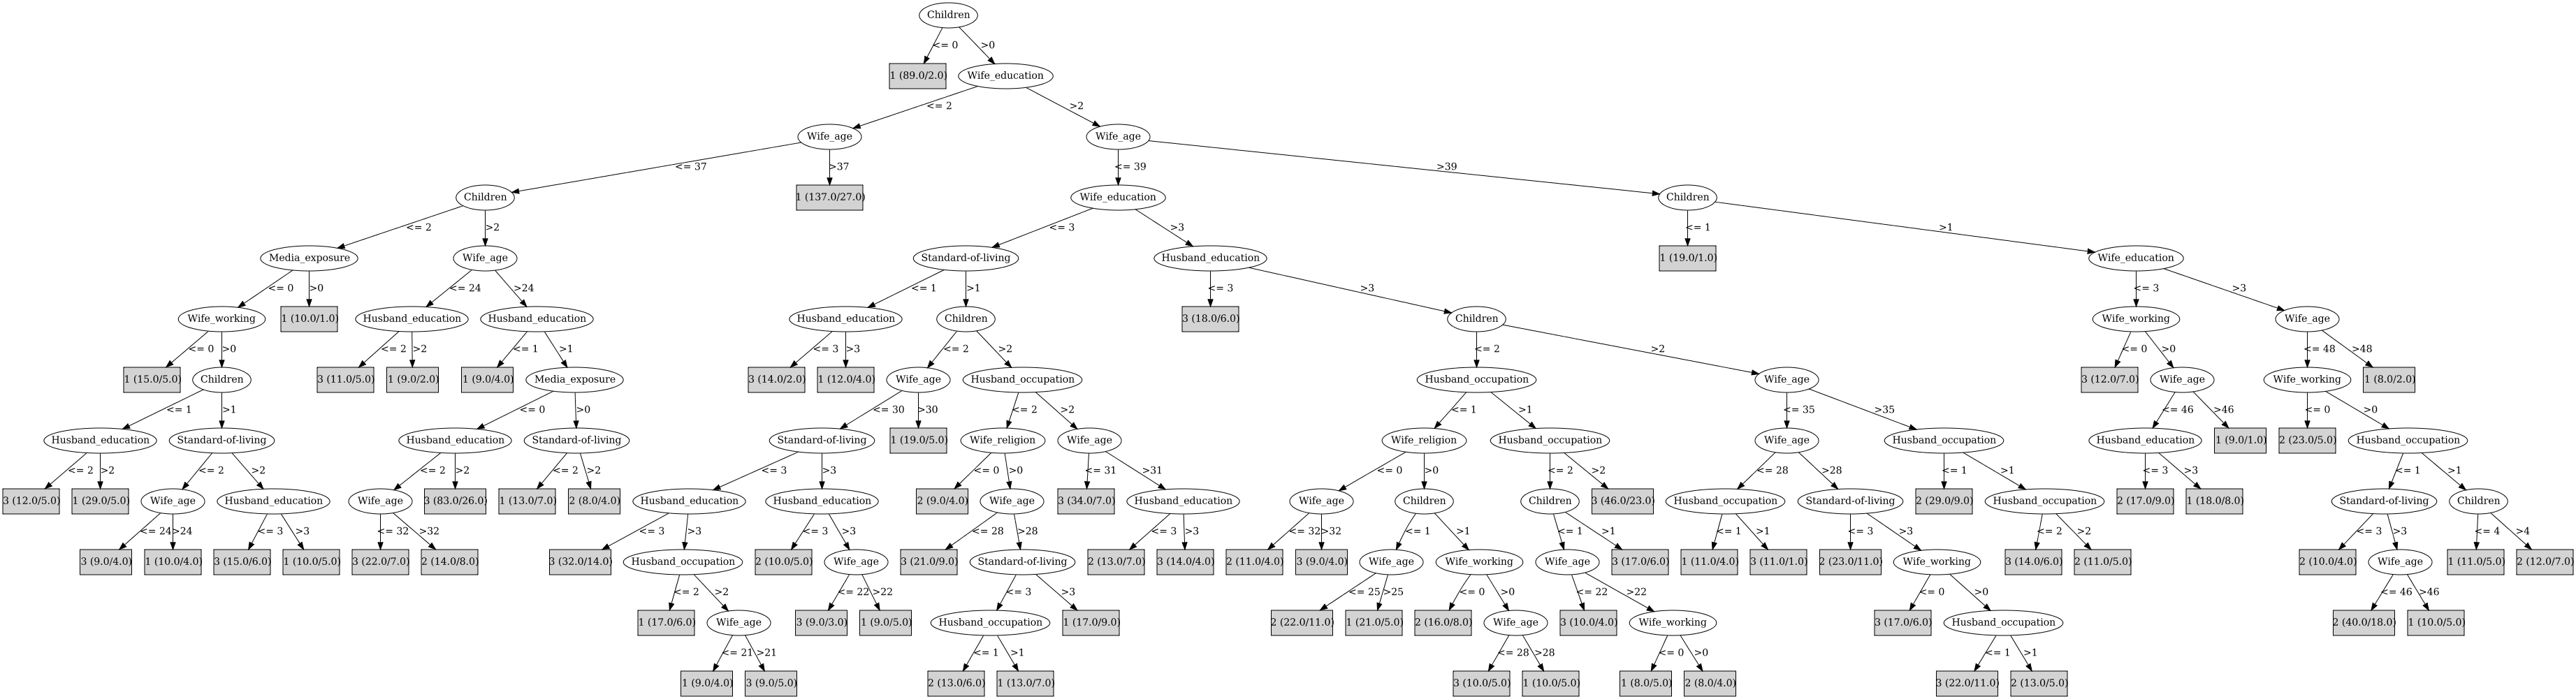 Children
<= 0 >0
1 (89.0/2.0) Wife_education
<= 2 >2
Wife_age Wife_age
<= 37 >37 <= 39 >39
Children 1 (137.0/27.0) Wife_education Children
<= 2 >2 <= 3 >3 <= 1 >1
Media_exposure Wife_age Standard-of-living Husband_education 1 (19.0/1.0) Wife_education
<= 0 >0 <= 24 >24 <= 1 >1 <= 3 >3 <= 3 >3
Wife_working 1 (10.0/1.0) Husband_education Husband_education Husband_education Children 3 (18.0/6.0) Children Wife_working Wife_age
<= 0 >0 <= 2 >2 <= 1 >1 <= 3 >3 <= 2 >2 <= 2 >2 <= 0 >0 <= 48 >48
1 (15.0/5.0) Children 3 (11.0/5.0) 1 (9.0/2.0) 1 (9.0/4.0) Media_exposure 3 (14.0/2.0) 1 (12.0/4.0) Wife_age Husband_occupation Husband_occupation Wife_age 3 (12.0/7.0) Wife_age Wife_working 1 (8.0/2.0)
<= 1 >1 <= 0 >0 <= 30 >30 <= 2 >2 <= 1 >1 <= 35 >35 <= 46 >46 <= 0 >0
Husband_education Standard-of-living Husband_education Standard-of-living Standard-of-living 1 (19.0/5.0) Wife_religion Wife_age Wife_religion Husband_occupation Wife_age Husband_occupation Husband_education 1 (9.0/1.0) 2 (23.0/5.0) Husband_occupation
<= 2 >2 <= 2 >2 <= 2 >2 <= 2 >2 <= 3 >3 <= 0 >0 <= 31 >31 <= 0 >0 <= 2 >2 <= 28 >28 <= 1 >1 <= 3 >3 <= 1 >1
3 (12.0/5.0) 1 (29.0/5.0) Wife_age Husband_education Wife_age 3 (83.0/26.0) 1 (13.0/7.0) 2 (8.0/4.0) Husband_education Husband_education 2 (9.0/4.0) Wife_age 3 (34.0/7.0) Husband_education Wife_age Children Children 3 (46.0/23.0) Husband_occupation Standard-of-living 2 (29.0/9.0) Husband_occupation 2 (17.0/9.0) 1 (18.0/8.0) Standard-of-living Children
<= 24 >24 <= 3 >3 <= 32 >32 <= 3 >3 <= 3 >3 <= 28 >28 <= 3 >3 <= 32 >32 <= 1 >1 <= 1 >1 <= 1 >1 <= 3 >3 <= 2 >2 <= 3 >3 <= 4 >4
3 (9.0/4.0) 1 (10.0/4.0) 3 (15.0/6.0) 1 (10.0/5.0) 3 (22.0/7.0) 2 (14.0/8.0) 3 (32.0/14.0) Husband_occupation 2 (10.0/5.0) Wife_age 3 (21.0/9.0) Standard-of-living 2 (13.0/7.0) 3 (14.0/4.0) 2 (11.0/4.0) 3 (9.0/4.0) Wife_age Wife_working Wife_age 3 (17.0/6.0) 1 (11.0/4.0) 3 (11.0/1.0) 2 (23.0/11.0) Wife_working 3 (14.0/6.0) 2 (11.0/5.0) 2 (10.0/4.0) Wife_age 1 (11.0/5.0) 2 (12.0/7.0)
<= 2 >2 <= 22 >22 <= 3 >3 <= 25 >25 <= 0 >0 <= 22 >22 <= 0 >0 <= 46 >46
1 (17.0/6.0) Wife_age 3 (9.0/3.0) 1 (9.0/5.0) Husband_occupation 1 (17.0/9.0) 2 (22.0/11.0) 1 (21.0/5.0) 2 (16.0/8.0) Wife_age 3 (10.0/4.0) Wife_working 3 (17.0/6.0) Husband_occupation 2 (40.0/18.0) 1 (10.0/5.0)
<= 21 >21 <= 1 >1 <= 28 >28 <= 0 >0 <= 1 >1
1 (9.0/4.0) 3 (9.0/5.0) 2 (13.0/6.0) 1 (13.0/7.0) 3 (10.0/5.0) 1 (10.0/5.0) 1 (8.0/5.0) 2 (8.0/4.0) 3 (22.0/11.0) 2 (13.0/5.0)